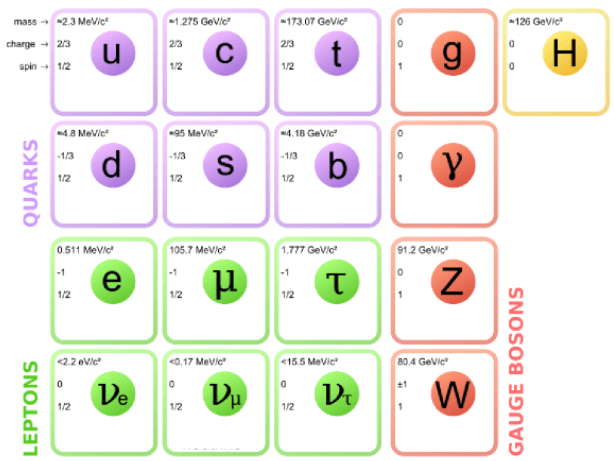 mass → ≈2.3 MeV/c² ≈1.275 GeV/c² ≈173.07 GeV/c² 0 ≈126 GeV/c²
charge → 2/3 2/3 2/3 0 0
spin → 1/2 1/2 1/2 1 0
u c t g H
QUARKS
≈4.8 MeV/c² ≈95 MeV/c² ≈4.18 GeV/c² 0
-1/3 -1/3 -1/3 0
1/2 1/2 1/2 1
d s b γ
0.511 MeV/c² 105.7 MeV/c² 1.777 GeV/c² 91.2 GeV/c²
-1 -1 -1 0
1/2 1/2 1/2 1
e μ τ Z
LEPTONS
GAUGE BOSONS
<2.2 eV/c² <0.17 MeV/c² <15.5 MeV/c² 80.4 GeV/c²
0 0 0 ±1
1/2 1/2 1/2 1
νe νμ ντ W